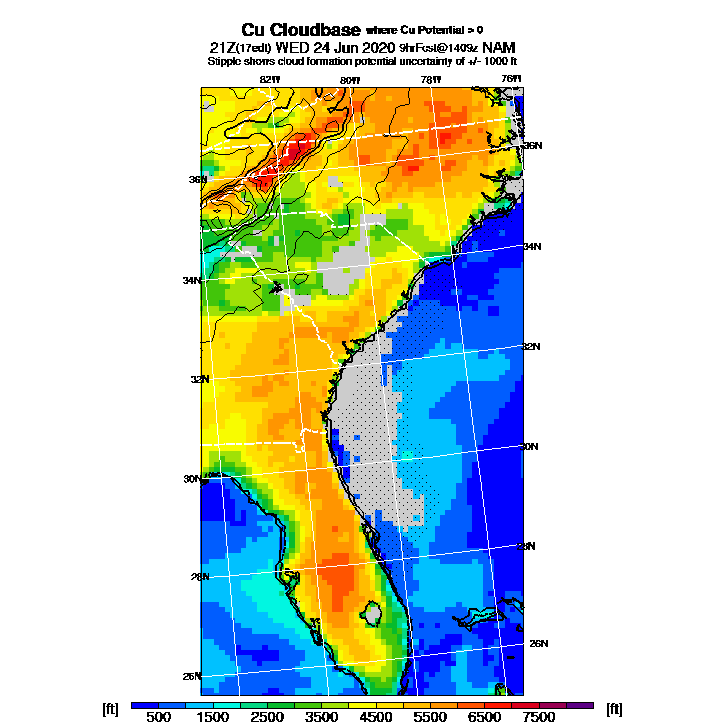 Cu Cloudbase where Cu Potential > 0
21Z(17edt) WED 24 Jun 2020 9hrFcst@1409z NAM
Stipple shows cloud formation potential uncertainty of +/- 1000 ft
82W 80W 78W 76W
36N
36N
34N
34N
32N
32N
30N
30N
28N
28N
26N
26N
[ft] 500 1500 2500 3500 4500 5500 6500 7500 [ft]